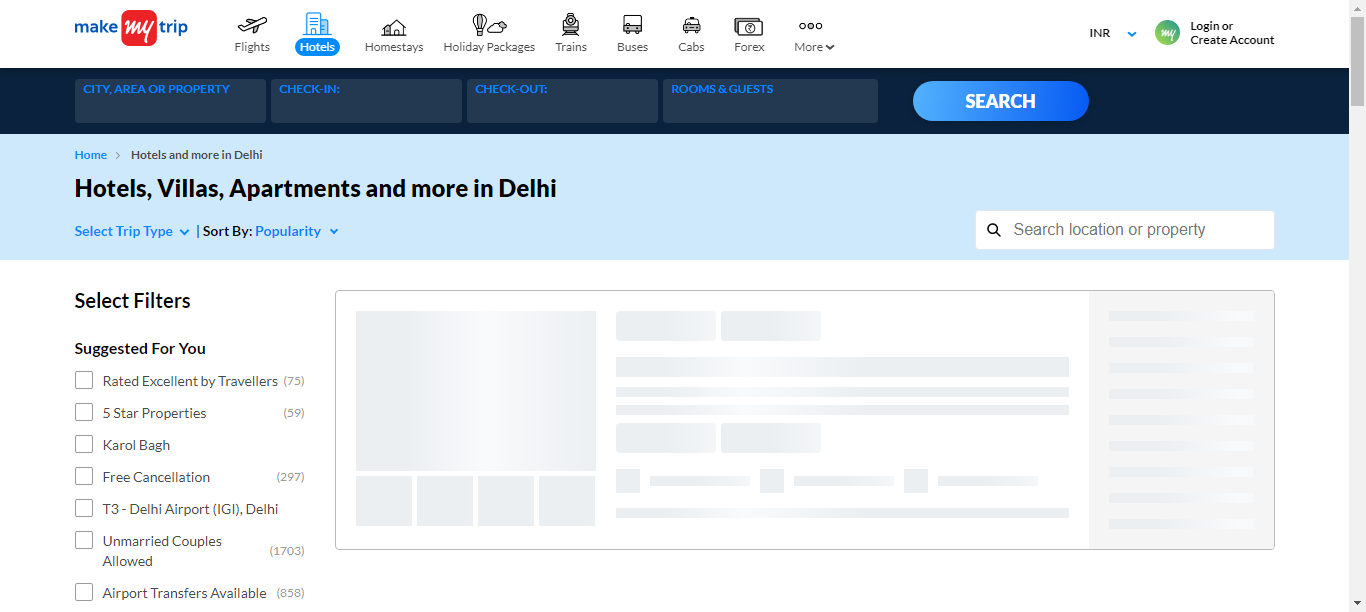 make my trip
Flights
Hotels
Homestays
Holiday Packages
Trains
Buses
Cabs
Forex
More
INR
my
Login or
Create Account
CITY, AREA OR PROPERTY
CHECK-IN:
CHECK-OUT:
ROOMS & GUESTS
SEARCH
Home > Hotels and more in Delhi
Hotels, Villas, Apartments and more in Delhi
Select Trip Type | Sort By: Popularity
Search location or property
Select Filters
Suggested For You
Rated Excellent by Travellers (75)
5 Star Properties (59)
Karol Bagh
Free Cancellation (297)
T3 - Delhi Airport (IGI), Delhi
Unmarried Couples
Allowed (1703)
Airport Transfers Available (858)